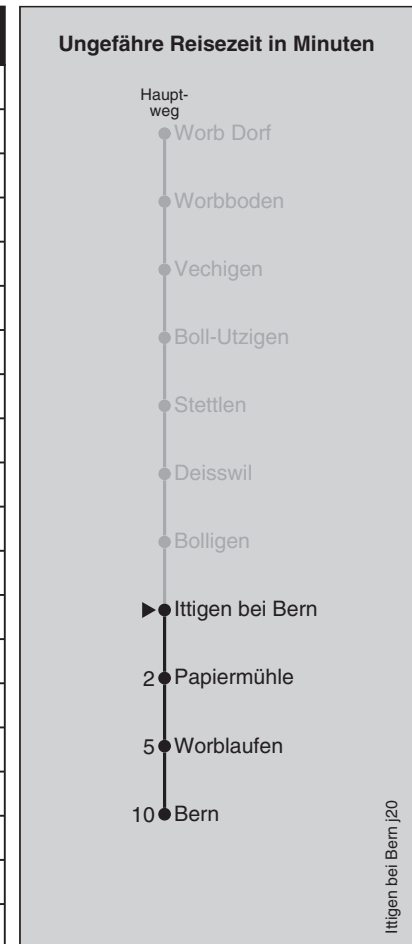 Ungefähre Reisezeit in Minuten
Haupt-
weg
Worb Dorf
Worbboden
Vechigen
Boll-Utzigen
Stettlen
Deisswil
Bolligen
Ittigen bei Bern
2 Papiermühle
5 Worblaufen
10 Bern
Ittigen bei Bern j20